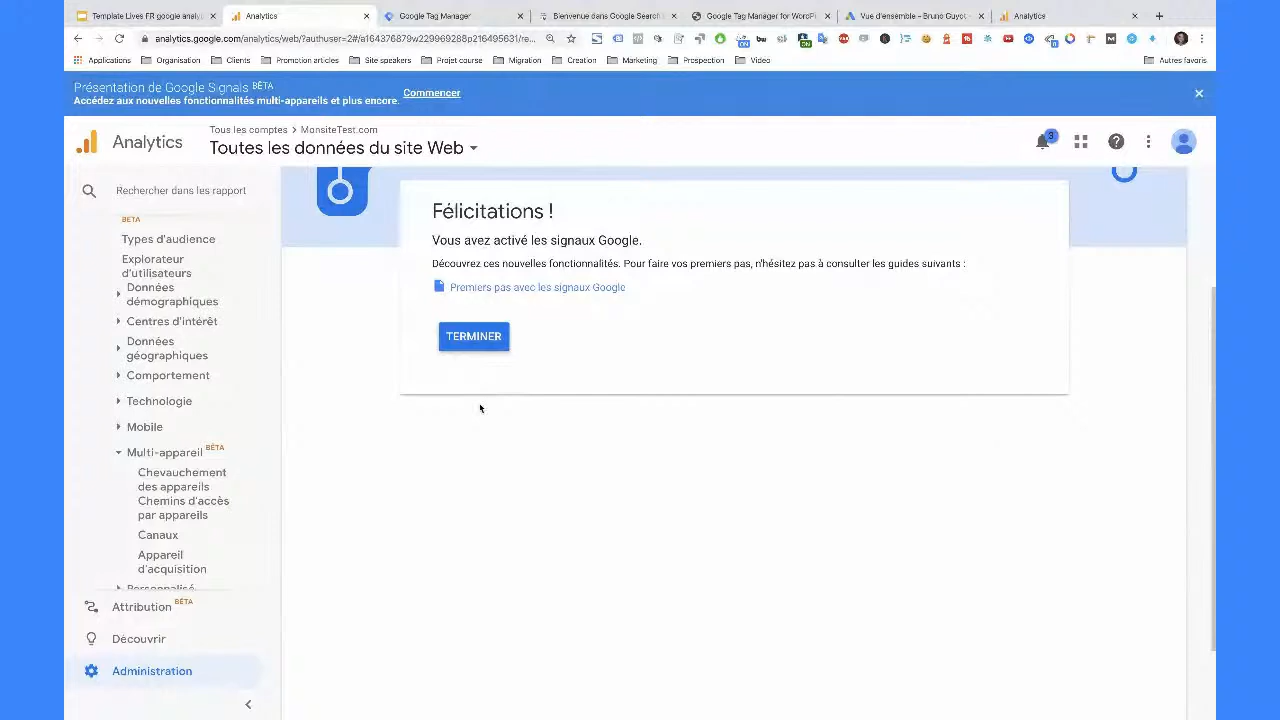 Template Lives FR google analy
Analytics
Google Tag Manager
Bienvenue dans Google Search
Google Tag Manager for WordP
Vue d'ensemble – Bruno Guyot
Analytics
analytics.google.com/analytics/web/?authuser=2#/a164376879w229969288p216495631/re...
Applications
Organisation
Clients
Promotion articles
Site speakers
Projet course
Migration
Creation
Marketing
Prospection
Video
Autres favoris
Présentation de Google Signals BÊTA
Accédez aux nouvelles fonctionnalités multi-appareils et plus encore.
Commencer
Analytics
Tous les comptes > MonsiteTest.com
Toutes les données du site Web
3
Rechercher dans les rapport
BÊTA
Types d'audience
Explorateur
d'utilisateurs
Données
démographiques
Centres d'intérêt
Données
géographiques
Comportement
Technologie
Mobile
Multi-appareil BÊTA
Chevauchement
des appareils
Chemins d'accès
par appareils
Canaux
Appareil
d'acquisition
Personnalisé
Attribution BÊTA
Découvrir
Administration
Félicitations !
Vous avez activé les signaux Google.
Découvrez ces nouvelles fonctionnalités. Pour faire vos premiers pas, n'hésitez pas à consulter les guides suivants :
Premiers pas avec les signaux Google
TERMINER